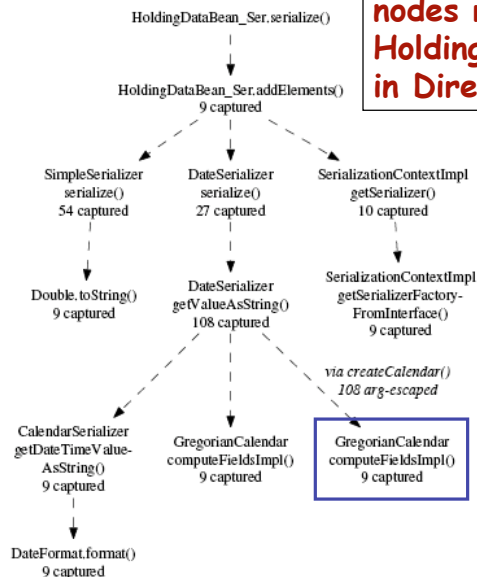 nodes
Holding
in Dire
HoldingDataBean_Ser.serialize()
HoldingDataBean_Ser.addElements()
9 captured
SimpleSerializer
serialize()
54 captured
DateSerializer
serialize()
27 captured
SerializationContextImpl
getSerializer()
10 captured
Double.toString()
9 captured
DateSerializer
getValueAsString()
108 captured
SerializationContextImpl
getSerializerFactory-
FromInterface()
9 captured
via createCalendar()
108 arg-escaped
CalendarSerializer
getDateTimeValue-
AsString()
9 captured
GregorianCalendar
computeFieldsImpl()
9 captured
GregorianCalendar
computeFieldsImpl()
9 captured
DateFormat.format()
9 captured